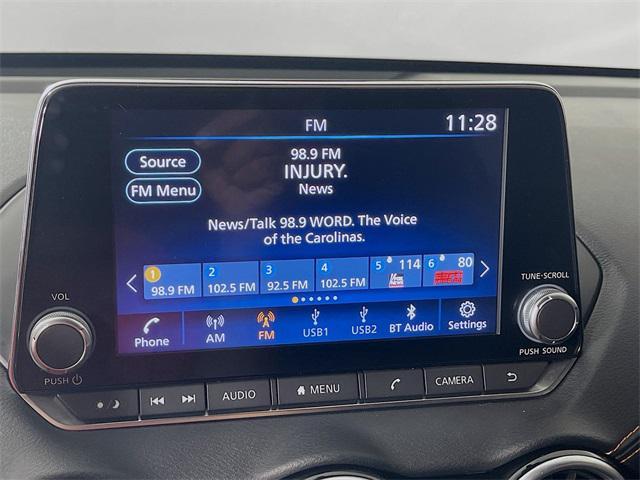 FM
11:28
Source
98.9 FM
INJURY.
FM Menu
News
News/Talk 98.9 WORD. The Voice
of the Carolinas.
1
98.9 FM
2
102.5 FM
3
92.5 FM
4
102.5 FM
5
114
6
80
Phone
AM
FM
USB1
USB2
BT Audio
Settings
VOL
PUSH
TUNE-SCROLL
PUSH SOUND
AUDIO
MENU
CAMERA